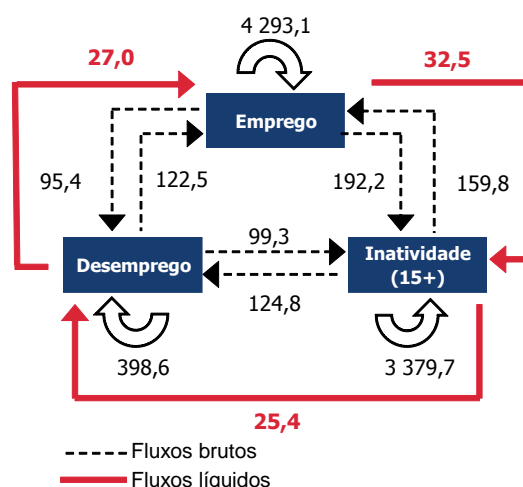 4 293,1
27,0
32,5
Emprego
95,4
122,5
192,2
159,8
99,3
Desemprego
Inatividade
(15+)
124,8
398,6
3 379,7
25,4
Fluxos brutos
Fluxos líquidos